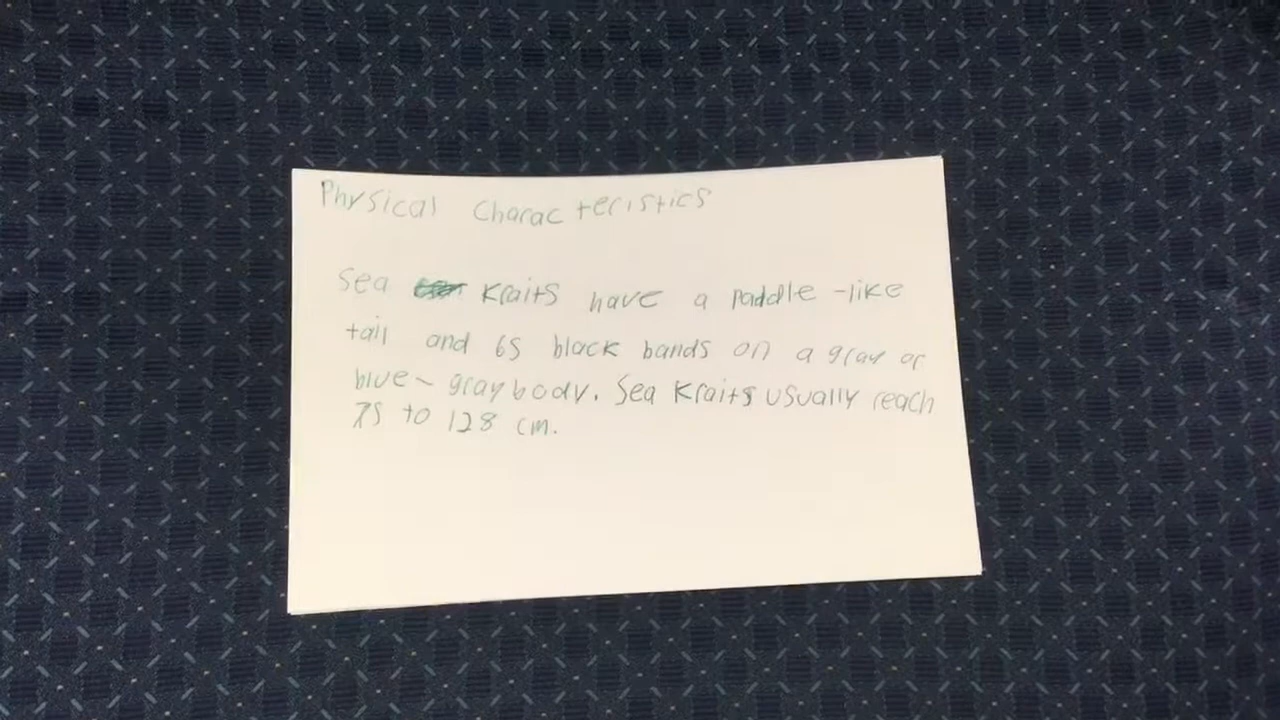 Physical Characteristics
Sea Kraits have a paddle-like
tail and 65 black bands on a gray or
blue-gray body. Sea Kraits usually reach
75 to 128 cm.